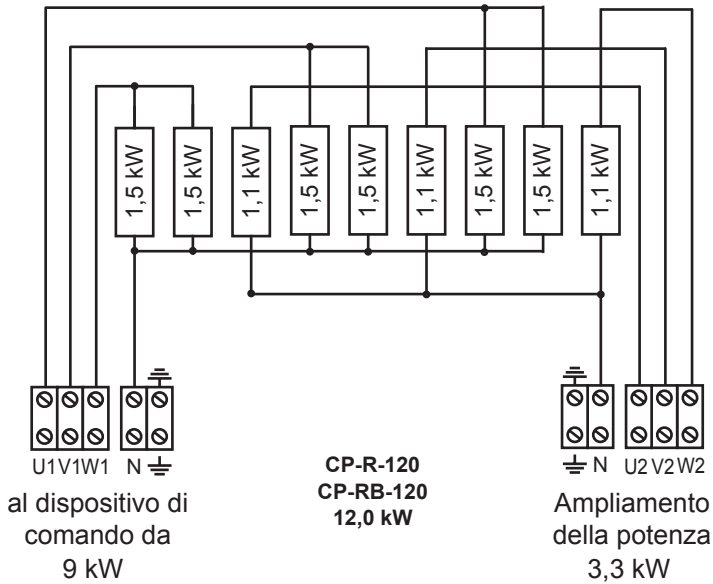 1,5 kW
1,5 kW
1,1 kW
1,5 kW
1,5 kW
1,1 kW
1,5 kW
1,5 kW
1,1 kW
U1 V1 W1 N
N U2 V2 W2
al dispositivo di
comando da
9 kW
CP-R-120
CP-RB-120
12,0 kW
Ampliamento
della potenza
3,3 kW